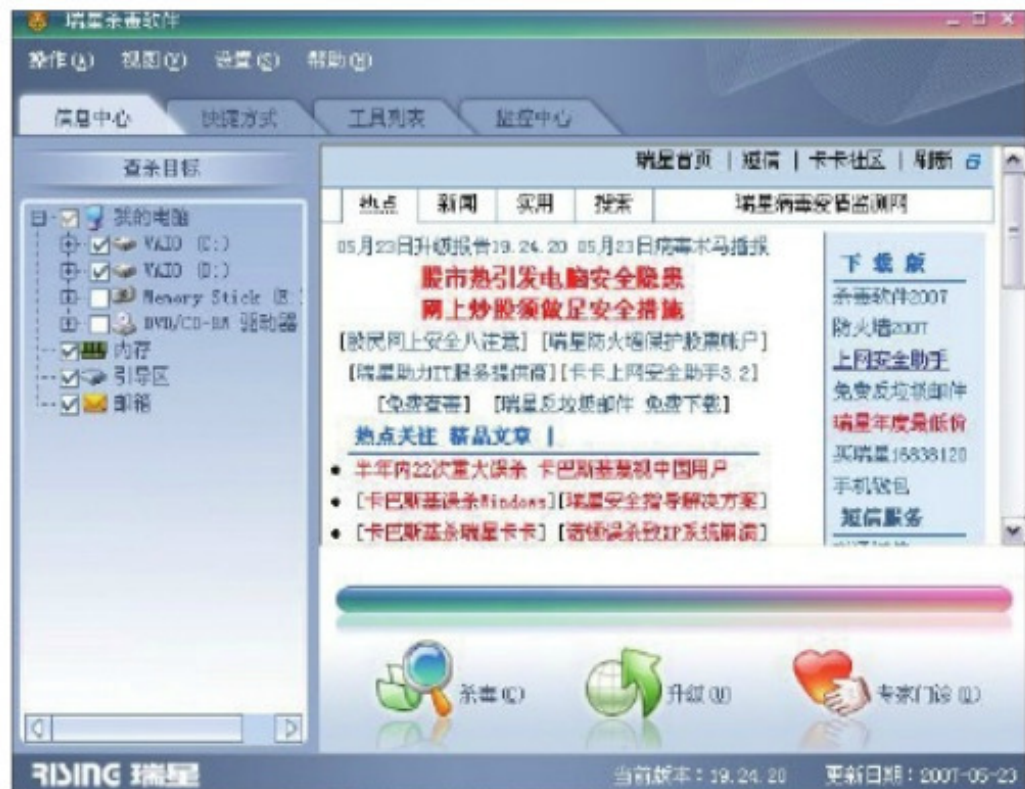 瑞星杀毒软件
操作(A) 视图(V) 设置(S) 帮助(H)
信息中心 快捷方式 工具列表 监控中心
查杀目标
我的电脑
VAIO (C:)
VAIO (D:)
Memory Stick (E:
DVD/CD-RM 驱动器
内存
引导区
邮箱
瑞星首页 | 短信 | 卡卡社区 | 刷新
热点 新闻 实用 搜索 瑞星病毒疫情监测网
05月23日升级报告19.24.20 05月23日病毒木马播报
股市热引发电脑安全隐患
网上炒股须做足安全措施
[股民网上安全八注意] [瑞星防火墙保护股票帐户]
[瑞星助力IT服务提供商][卡卡上网安全助手3.2]
[免费查毒] [瑞星反垃圾邮件 免费下载]
热点关注 精品文章 |
● 半年内22次重大误杀 卡巴斯基蔑视中国用户
● [卡巴斯基误杀Windows][瑞星安全指导解决方案]
● [卡巴斯基杀瑞星卡卡] [诺顿误杀致XP系统崩溃]
下载版
杀毒软件2007
防火墙2007
上网安全助手
免费反垃圾邮件
瑞星年度最低价
买瑞星16838120
手机钱包
短信服务
杀毒(K)
升级(U)
专家门诊(Q)
RISING 瑞星
当前版本：19.24.20 更新日期：2007-05-23